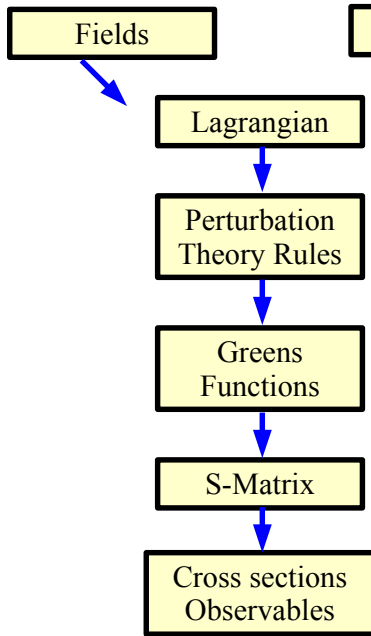 Fields
Lagrangian
Perturbation
Theory Rules
Greens
Functions
S-Matrix
Cross sections
Observables